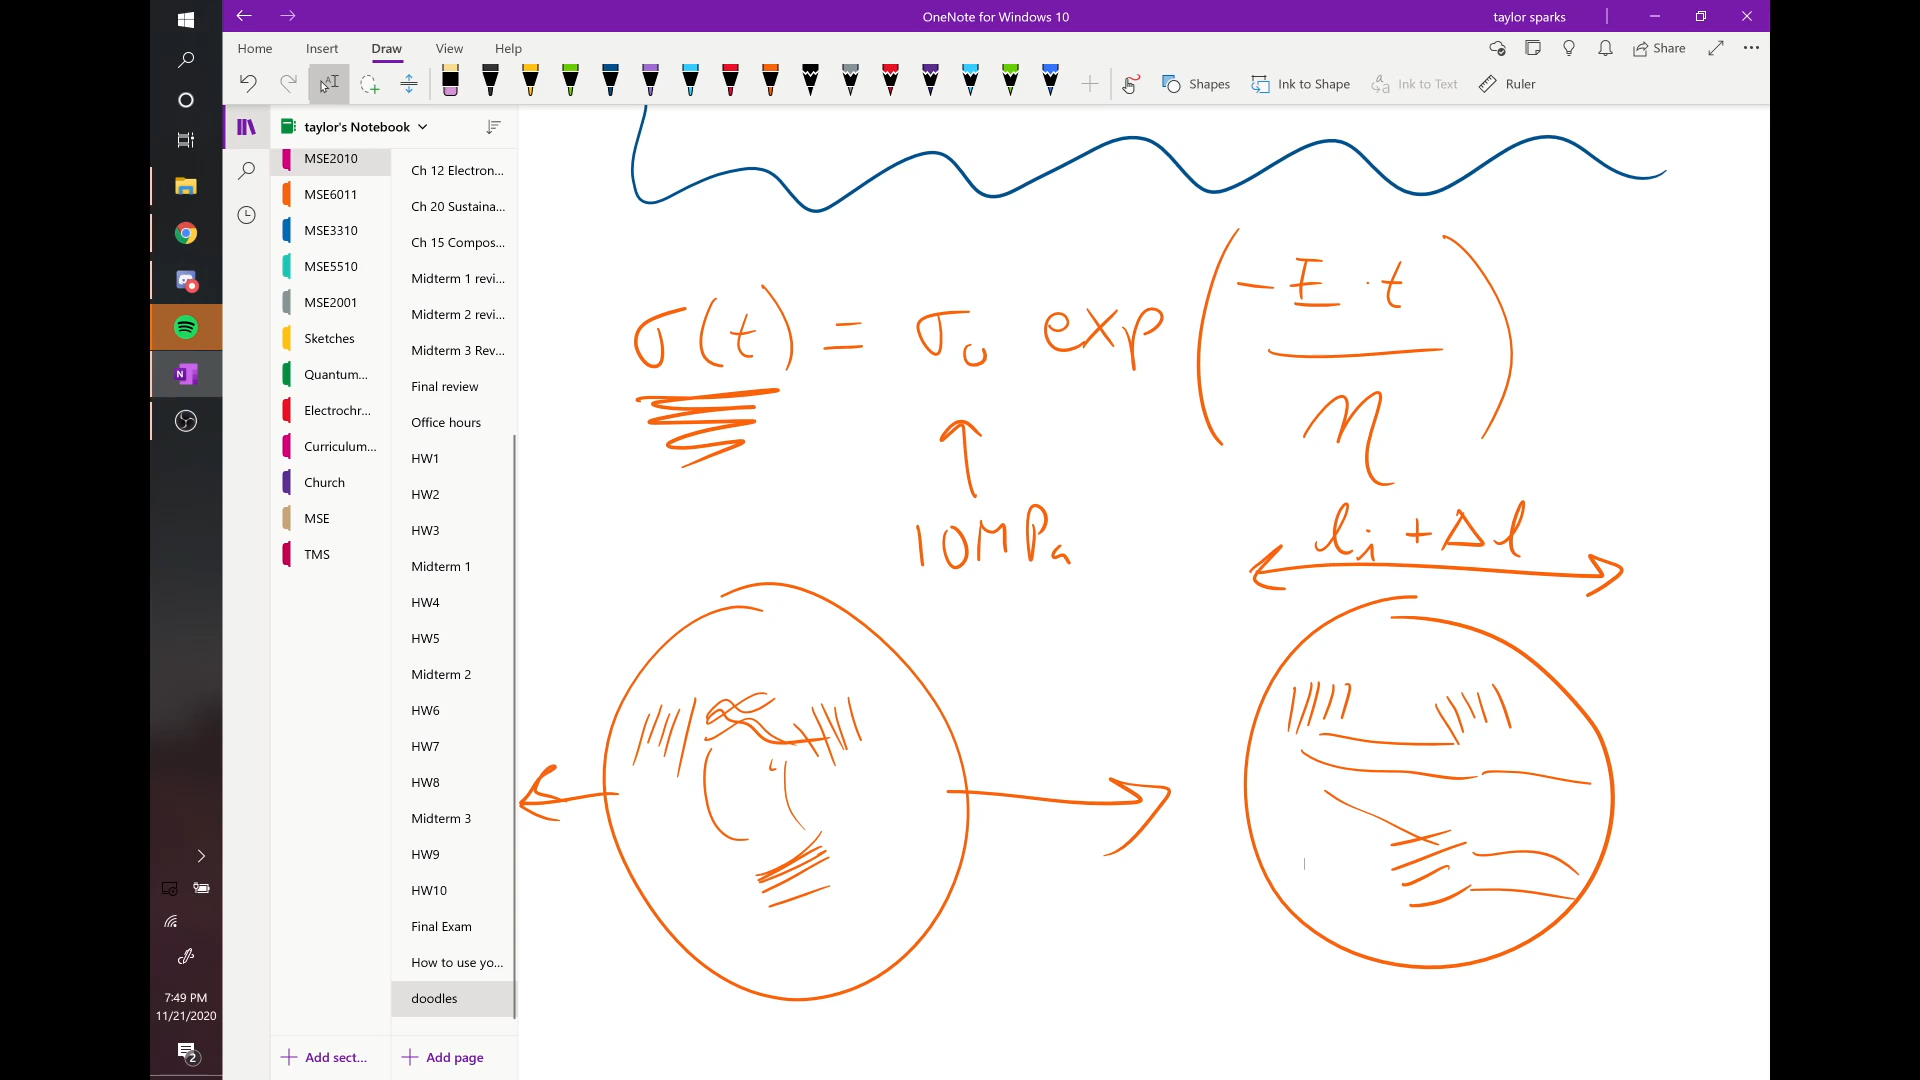 OneNote for Windows 10
taylor sparks
Home Insert Draw View Help
Share
Shapes Ink to Shape Ink to Text Ruler
taylor's Notebook
MSE2010
MSE6011
MSE3310
MSE5510
MSE2001
Sketches
Quantum...
Electrochr...
Curriculum...
Church
MSE
TMS
Add sect...
Ch 12 Electron...
Ch 20 Sustaina...
Ch 15 Compos...
Midterm 1 revi...
Midterm 2 revi...
Midterm 3 Rev...
Final review
Office hours
HW1
HW2
HW3
Midterm 1
HW4
HW5
Midterm 2
HW6
HW7
HW8
Midterm 3
HW9
HW10
Final Exam
How to use yo...
doodles
Add page
σ(t) = σ₀ exp (-E · t / η)
10MPa
lᵢ + Δl
7:49 PM
11/21/2020
2